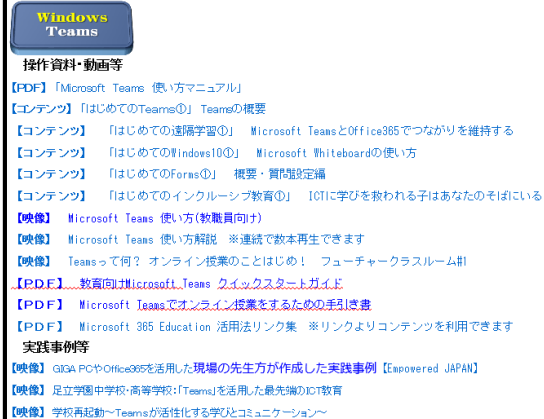 Windows
Teams
操作資料・動画等
【PDF】「Microsoft Teams 使い方マニュアル」
【コンテンツ】「はじめてのTeams①」 Teamsの概要
【コンテンツ】 「はじめての遠隔学習①」 Microsoft TeamsとOffice365でつながりを維持する
【コンテンツ】 「はじめてのWindows10①」 Microsoft Whiteboardの使い方
【コンテンツ】 「はじめてのForms①」 概要・質問設定編
【コンテンツ】 「はじめてのインクルーシブ教育①」 ICTに学びを救われる子はあなたのそばにいる
【映像】 Microsoft Teams 使い方(教職員向け)
【映像】 Microsoft Teams 使い方解説 ※連続で数本再生できます
【映像】 Teamsって何? オンライン授業のことはじめ! フューチャークラスルーム#1
【PDF】 教育向けMicrosoft Teams クイックスタートガイド
【PDF】 Microsoft Teamsでオンライン授業をするための手引き書
【PDF】 Microsoft 365 Education 活用法リンク集 ※リンクよりコンテンツを利用できます
実践事例等
【映像】 GIGA PCやOffice365を活用した現場の先生方が作成した実践事例【Empowered JAPAN】
【映像】 足立学園中学校・高等学校:「Teams」を活用した最先端のICT教育
【映像】 学校再起動～Teamsが活性化する学びとコミュニケーション～